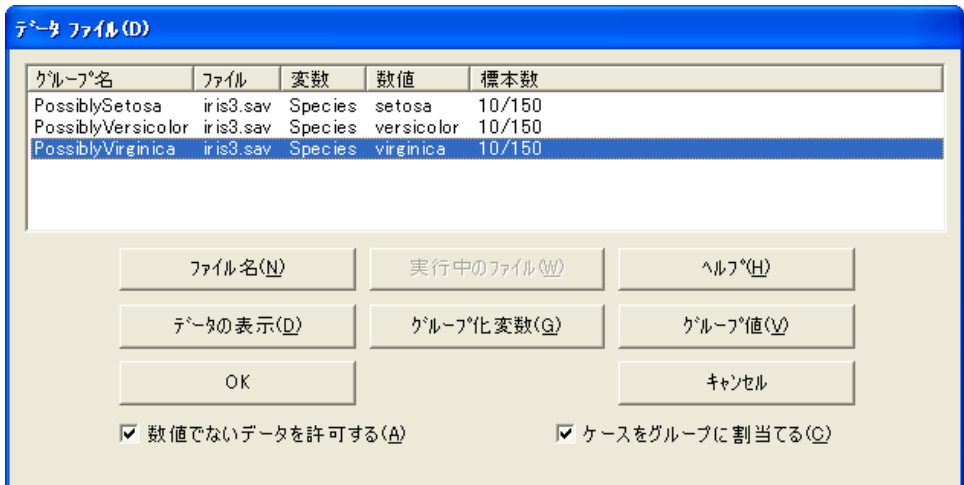 データ ファイル(D)
グループ名 ファイル 変数 数値 標本数
PossiblySetosa iris3.sav Species setosa 10/150
PossiblyVersicolor iris3.sav Species versicolor 10/150
PossiblyVirginica iris3.sav Species virginica 10/150
ファイル名(N) 実行中のファイル(W) ヘルプ(H)
データの表示(D) グループ化変数(G) グループ値(V)
OK キャンセル
数値でないデータを許可する(A) ケースをグループに割当てる(C)